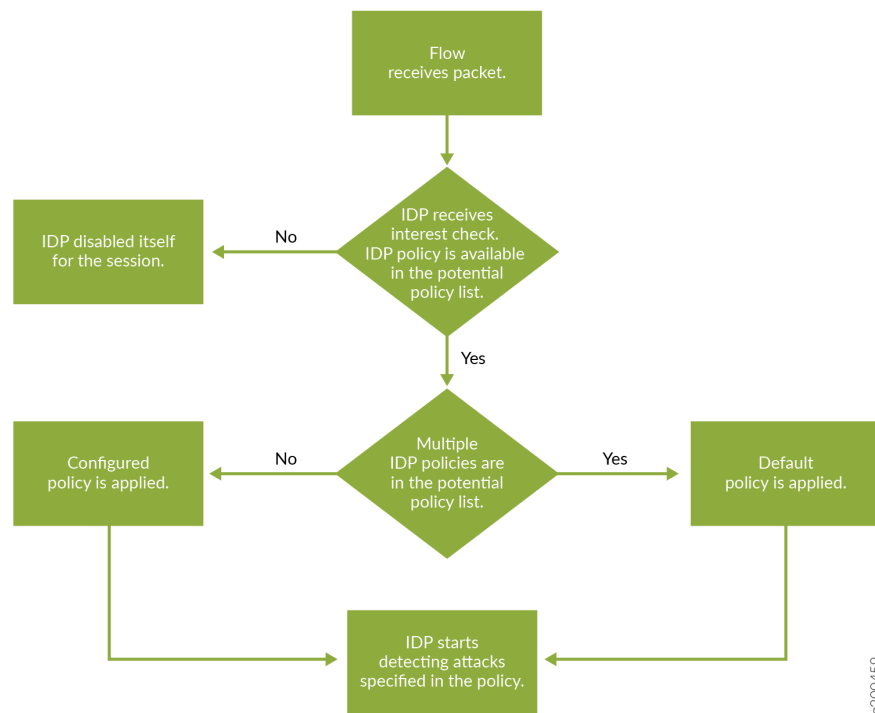 Flow
receives packet.
IDP receives
interest check.
IDP policy is available
in the potential
policy list.
No
IDP disabled itself
for the session.
Yes
Multiple
IDP policies are
in the potential
policy list.
No
Configured
policy is applied.
Yes
Default
policy is applied.
IDP starts
detecting attacks
specified in the policy.